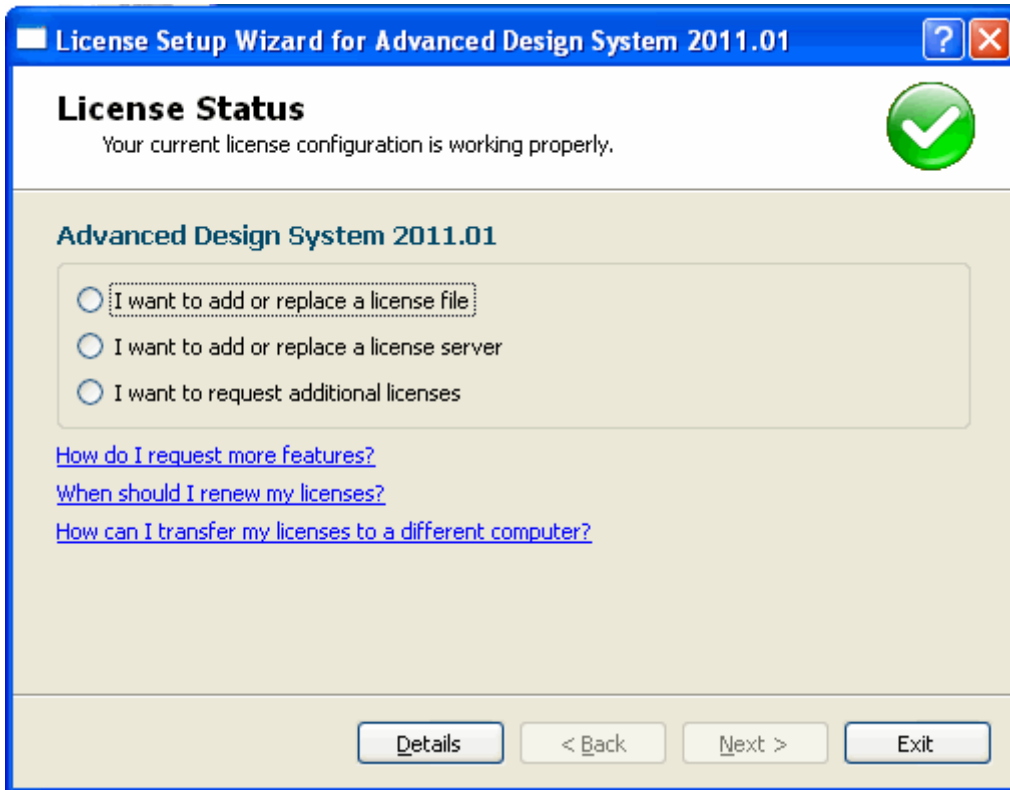 License Setup Wizard for Advanced Design System 2011.01
License Status
Your current license configuration is working properly.
Advanced Design System 2011.01
I want to add or replace a license file
I want to add or replace a license server
I want to request additional licenses
How do I request more features?
When should I renew my licenses?
How can I transfer my licenses to a different computer?
Details < Back Next > Exit